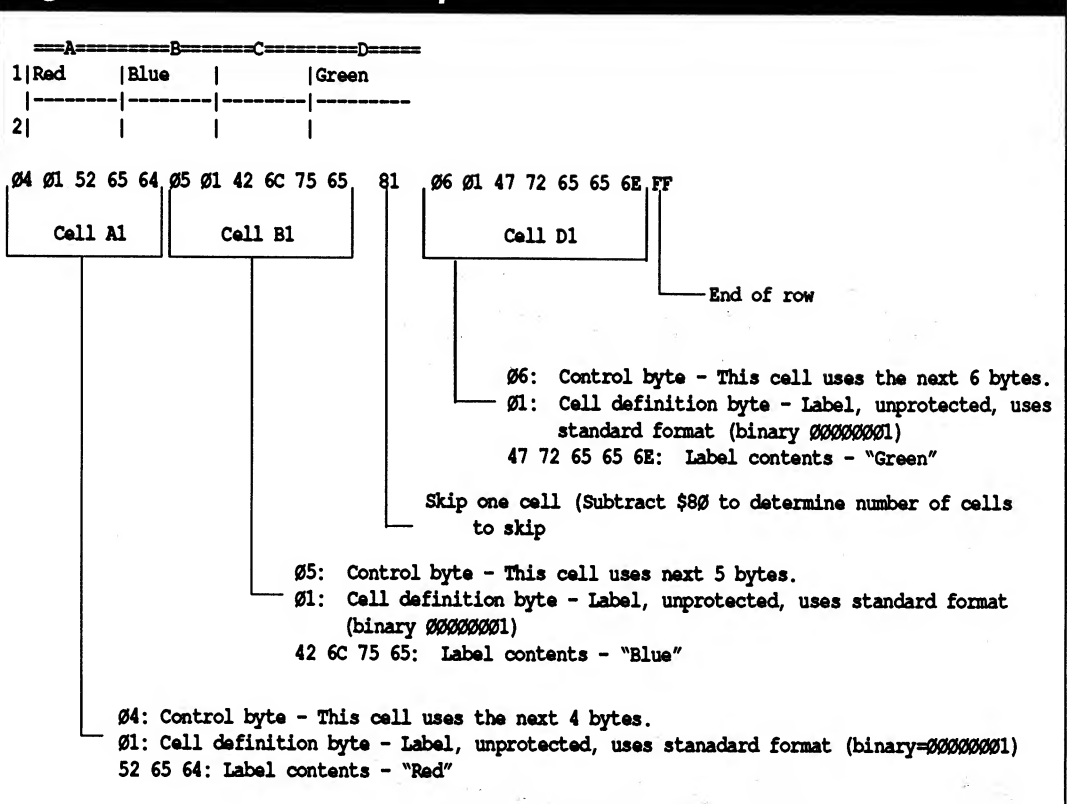 ===A=========B=======C=========D=====
1|Red |Blue | |Green
|--------|--------|--------|---------
2| | | |
Ø4 Ø1 52 65 64 Ø5 Ø1 42 6C 75 65 81 Ø6 Ø1 47 72 65 65 6E FF
Cell A1 Cell B1 Cell D1
End of row
Ø6: Control byte - This cell uses the next 6 bytes.
Ø1: Cell definition byte - Label, unprotected, uses
standard format (binary ØØØØØØØ1)
47 72 65 65 6E: Label contents - "Green"
Skip one cell (Subtract $8Ø to determine number of cells
to skip
Ø5: Control byte - This cell uses next 5 bytes.
Ø1: Cell definition byte - Label, unprotected, uses standard format
(binary ØØØØØØØ1)
42 6C 75 65: Label contents - "Blue"
Ø4: Control byte - This cell uses the next 4 bytes.
Ø1: Cell definition byte - Label, unprotected, uses stanadard format (binary=ØØØØØØØ1)
52 65 64: Label contents - "Red"